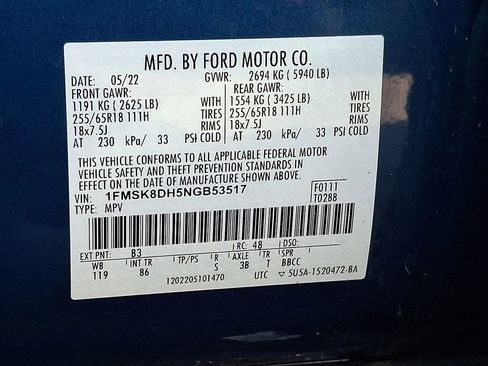 MFD. BY FORD MOTOR CO.
DATE: 05/22 GVWR: 2694 KG ( 5940 LB)
FRONT GAWR: REAR GAWR:
1191 KG ( 2625 LB) WITH 1554 KG ( 3425 LB) WITH
255/65R18 111H TIRES 255/65R18 111H TIRES
18x7.5J RIMS 18x7.5J RIMS
AT 230 kPa/ 33 PSI COLD AT 230 kPa/ 33 PSI COLD
THIS VEHICLE CONFORMS TO ALL APPLICABLE FEDERAL MOTOR
VEHICLE SAFETY AND THEFT PREVENTION STANDARDS IN
EFFECT ON THE DATE OF MANUFACTURE SHOWN ABOVE.
VIN: 1FMSK8DH5NGB53517 F0111
TYPE: MPV T0288
EXT PNT: B3 RC: 48 DSO:
WB INT TR R AXLE TR SPR
119 86 S 3B T BBCC
1202205101470 UTC ▽ 5U5A-1520472-BA